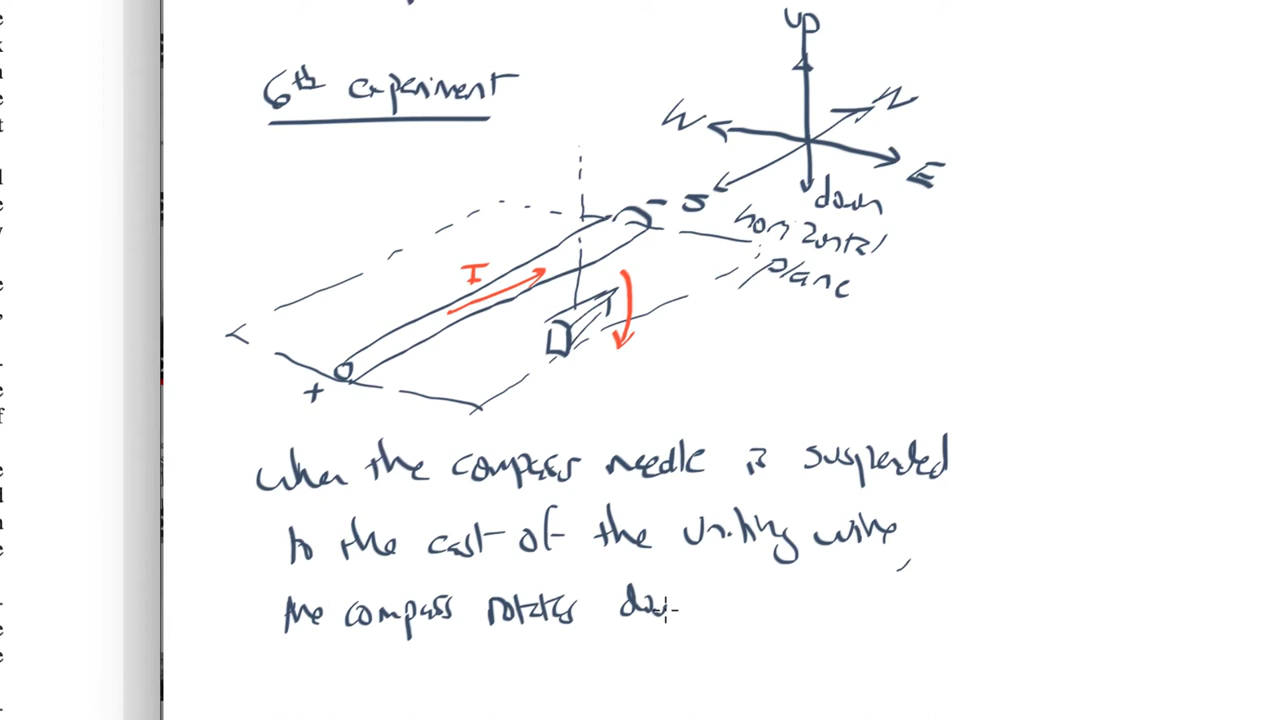 up
6th experiment
N
W
E
- S
down
I
horizontal
plane
+
when the compass needle is suspended
to the east of the uniting wire,
the compass rotates dow